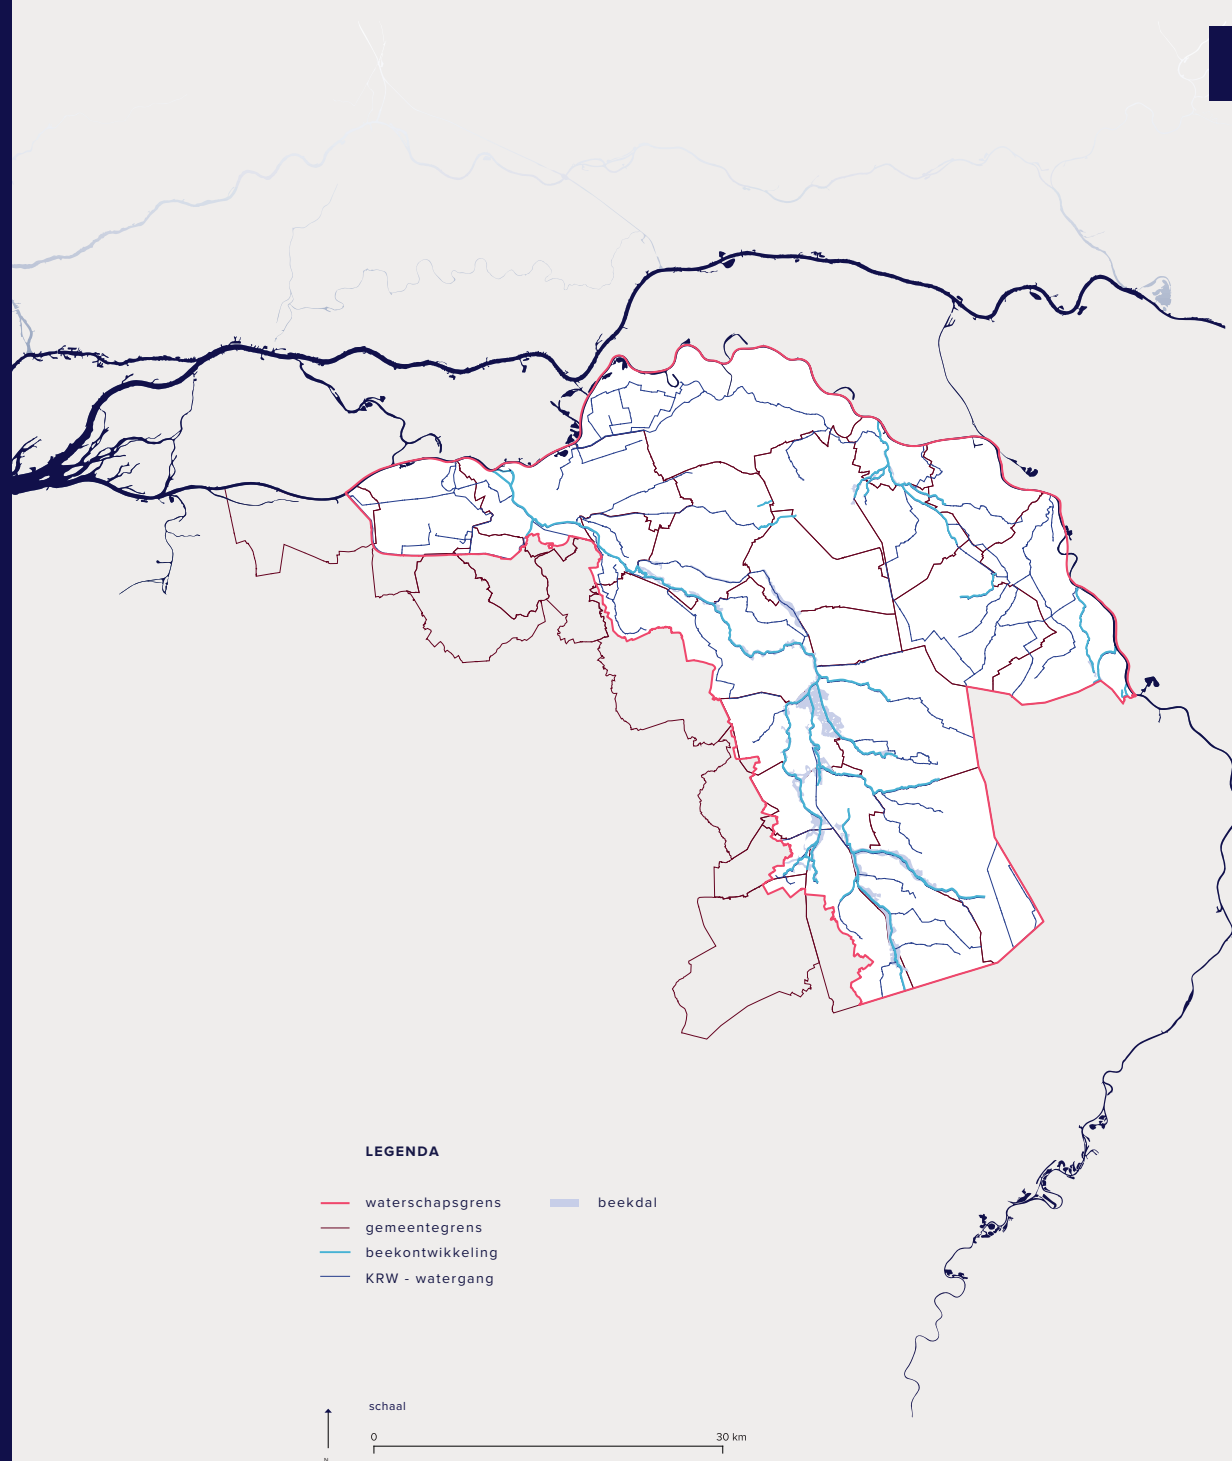 LEGENDA
waterschapsgrens
beekdal
gemeentegrens
beekontwikkeling
KRW - watergang
schaal
0
30 km
N